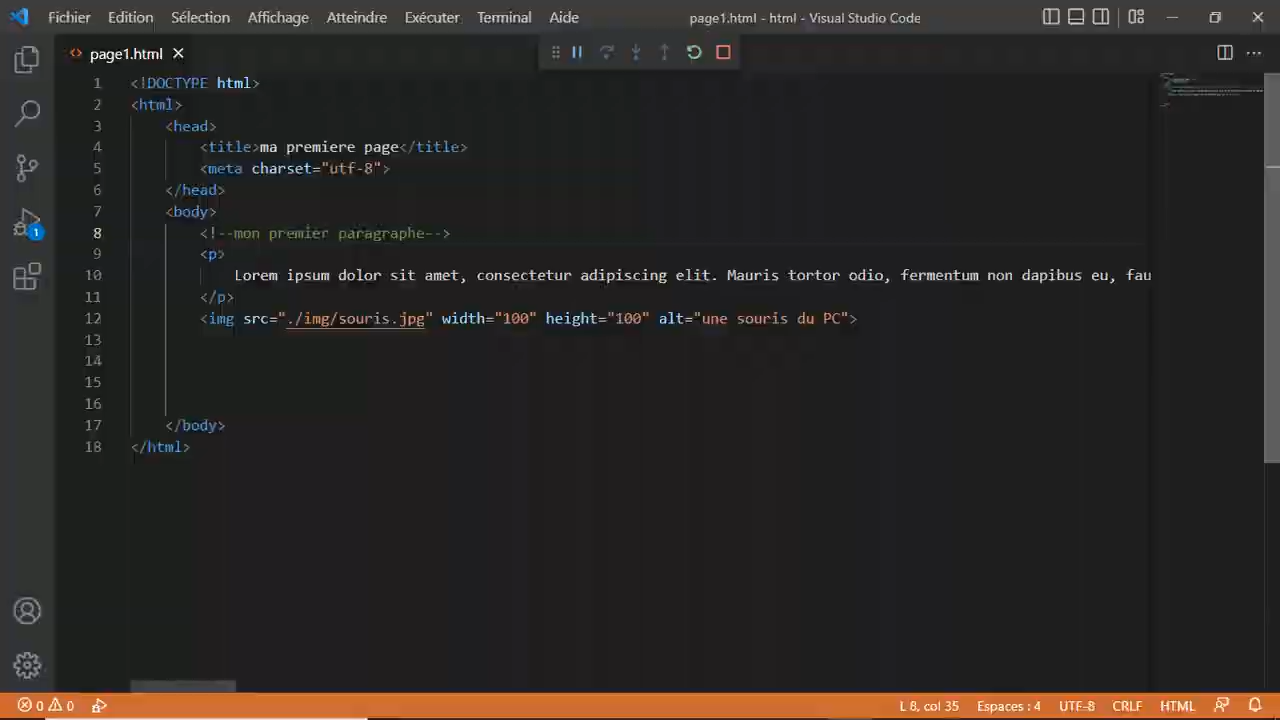 Fichier Edition Sélection Affichage Atteindre Exécuter Terminal Aide page1.html - html - Visual Studio Code
page1.html
1 <!DOCTYPE html>
2 <html>
3 <head>
4 <title>ma premiere page</title>
5 <meta charset="utf-8">
6 </head>
7 <body>
8 <!--mon premier paragraphe-->
9 <p>
10 Lorem ipsum dolor sit amet, consectetur adipiscing elit. Mauris tortor odio, fermentum non dapibus eu, fau
11 </p>
12 <img src="./img/souris.jpg" width="100" height="100" alt="une souris du PC">
13
14
15
16
17 </body>
18 </html>
1
0 0 L 8, col 35 Espaces : 4 UTF-8 CRLF HTML